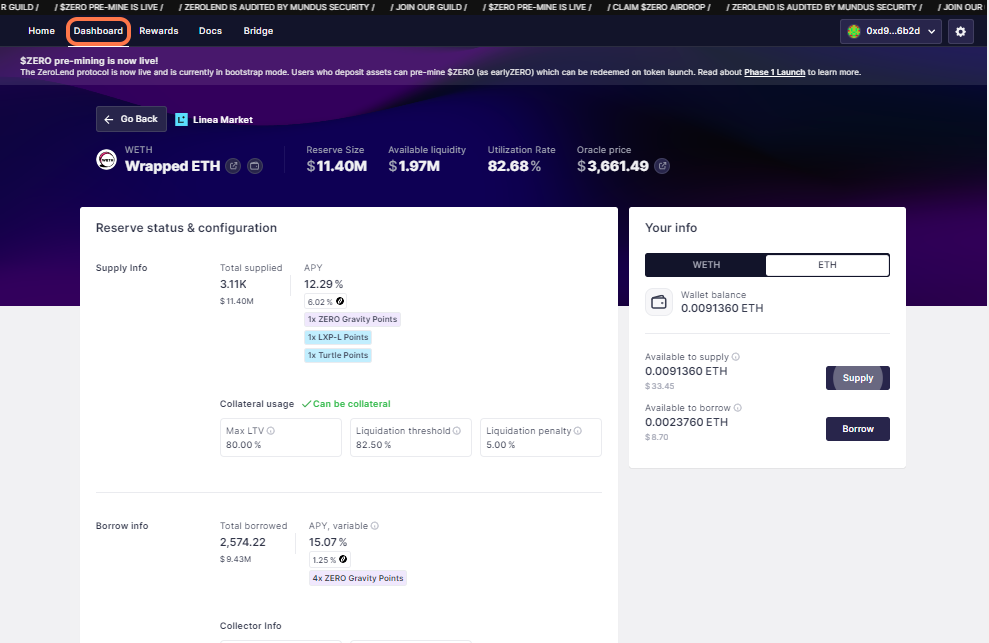 R GUILD / / $ZERO PRE-MINE IS LIVE / / ZEROLEND IS AUDITED BY MUNDUS SECURITY / / JOIN OUR GUILD / / $ZERO PRE-MINE IS LIVE / / CLAIM $ZERO AIRDROP / / ZEROLEND IS AUDITED BY MUNDUS SECURITY / / JOIN OUR
Home Dashboard Rewards Docs Bridge 0xd9...6b2d
$ZERO pre-mining is now live!
The ZeroLend protocol is now live and is currently in bootstrap mode. Users who deposit assets can pre-mine $ZERO (as earlyZERO) which can be redeemed on token launch. Read about Phase 1 Launch to learn more.
Go Back Linea Market
WETH Reserve Size Available liquidity Utilization Rate Oracle price
Wrapped ETH $11.40M $1.97M 82.68% $3,661.49
Reserve status & configuration
Supply Info
Total supplied
3.11K
$11.40M
APY
12.29%
6.02%
1x ZERO Gravity Points
1x LXP-L Points
1x Turtle Points
Collateral usage Can be collateral
Max LTV
80.00%
Liquidation threshold
82.50%
Liquidation penalty
5.00%
Borrow info
Total borrowed
2,574.22
$9.43M
APY, variable
15.07%
1.25%
4x ZERO Gravity Points
Collector Info
Your info
WETH ETH
Wallet balance
0.0091360 ETH
Available to supply
0.0091360 ETH
$33.45
Supply
Available to borrow
0.0023760 ETH
$8.70
Borrow